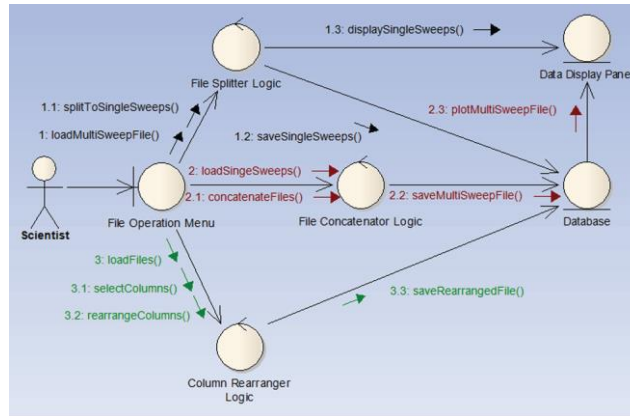 1.3: displaySingleSweeps()
File Splitter Logic
Data Display Pane
1.1: splitToSingleSweeps()
2.3: plotMultiSweepFile()
1: loadMultiSweepFile()
1.2: saveSingleSweeps()
2: loadSingeSweeps()
2.1: concatenateFiles()
2.2: saveMultiSweepFile()
Scientist
File Operation Menu
File Concatenator Logic
Database
3: loadFiles()
3.1: selectColumns()
3.2: rearrangeColumns()
3.3: saveRearrangedFile()
Column Rearranger
Logic